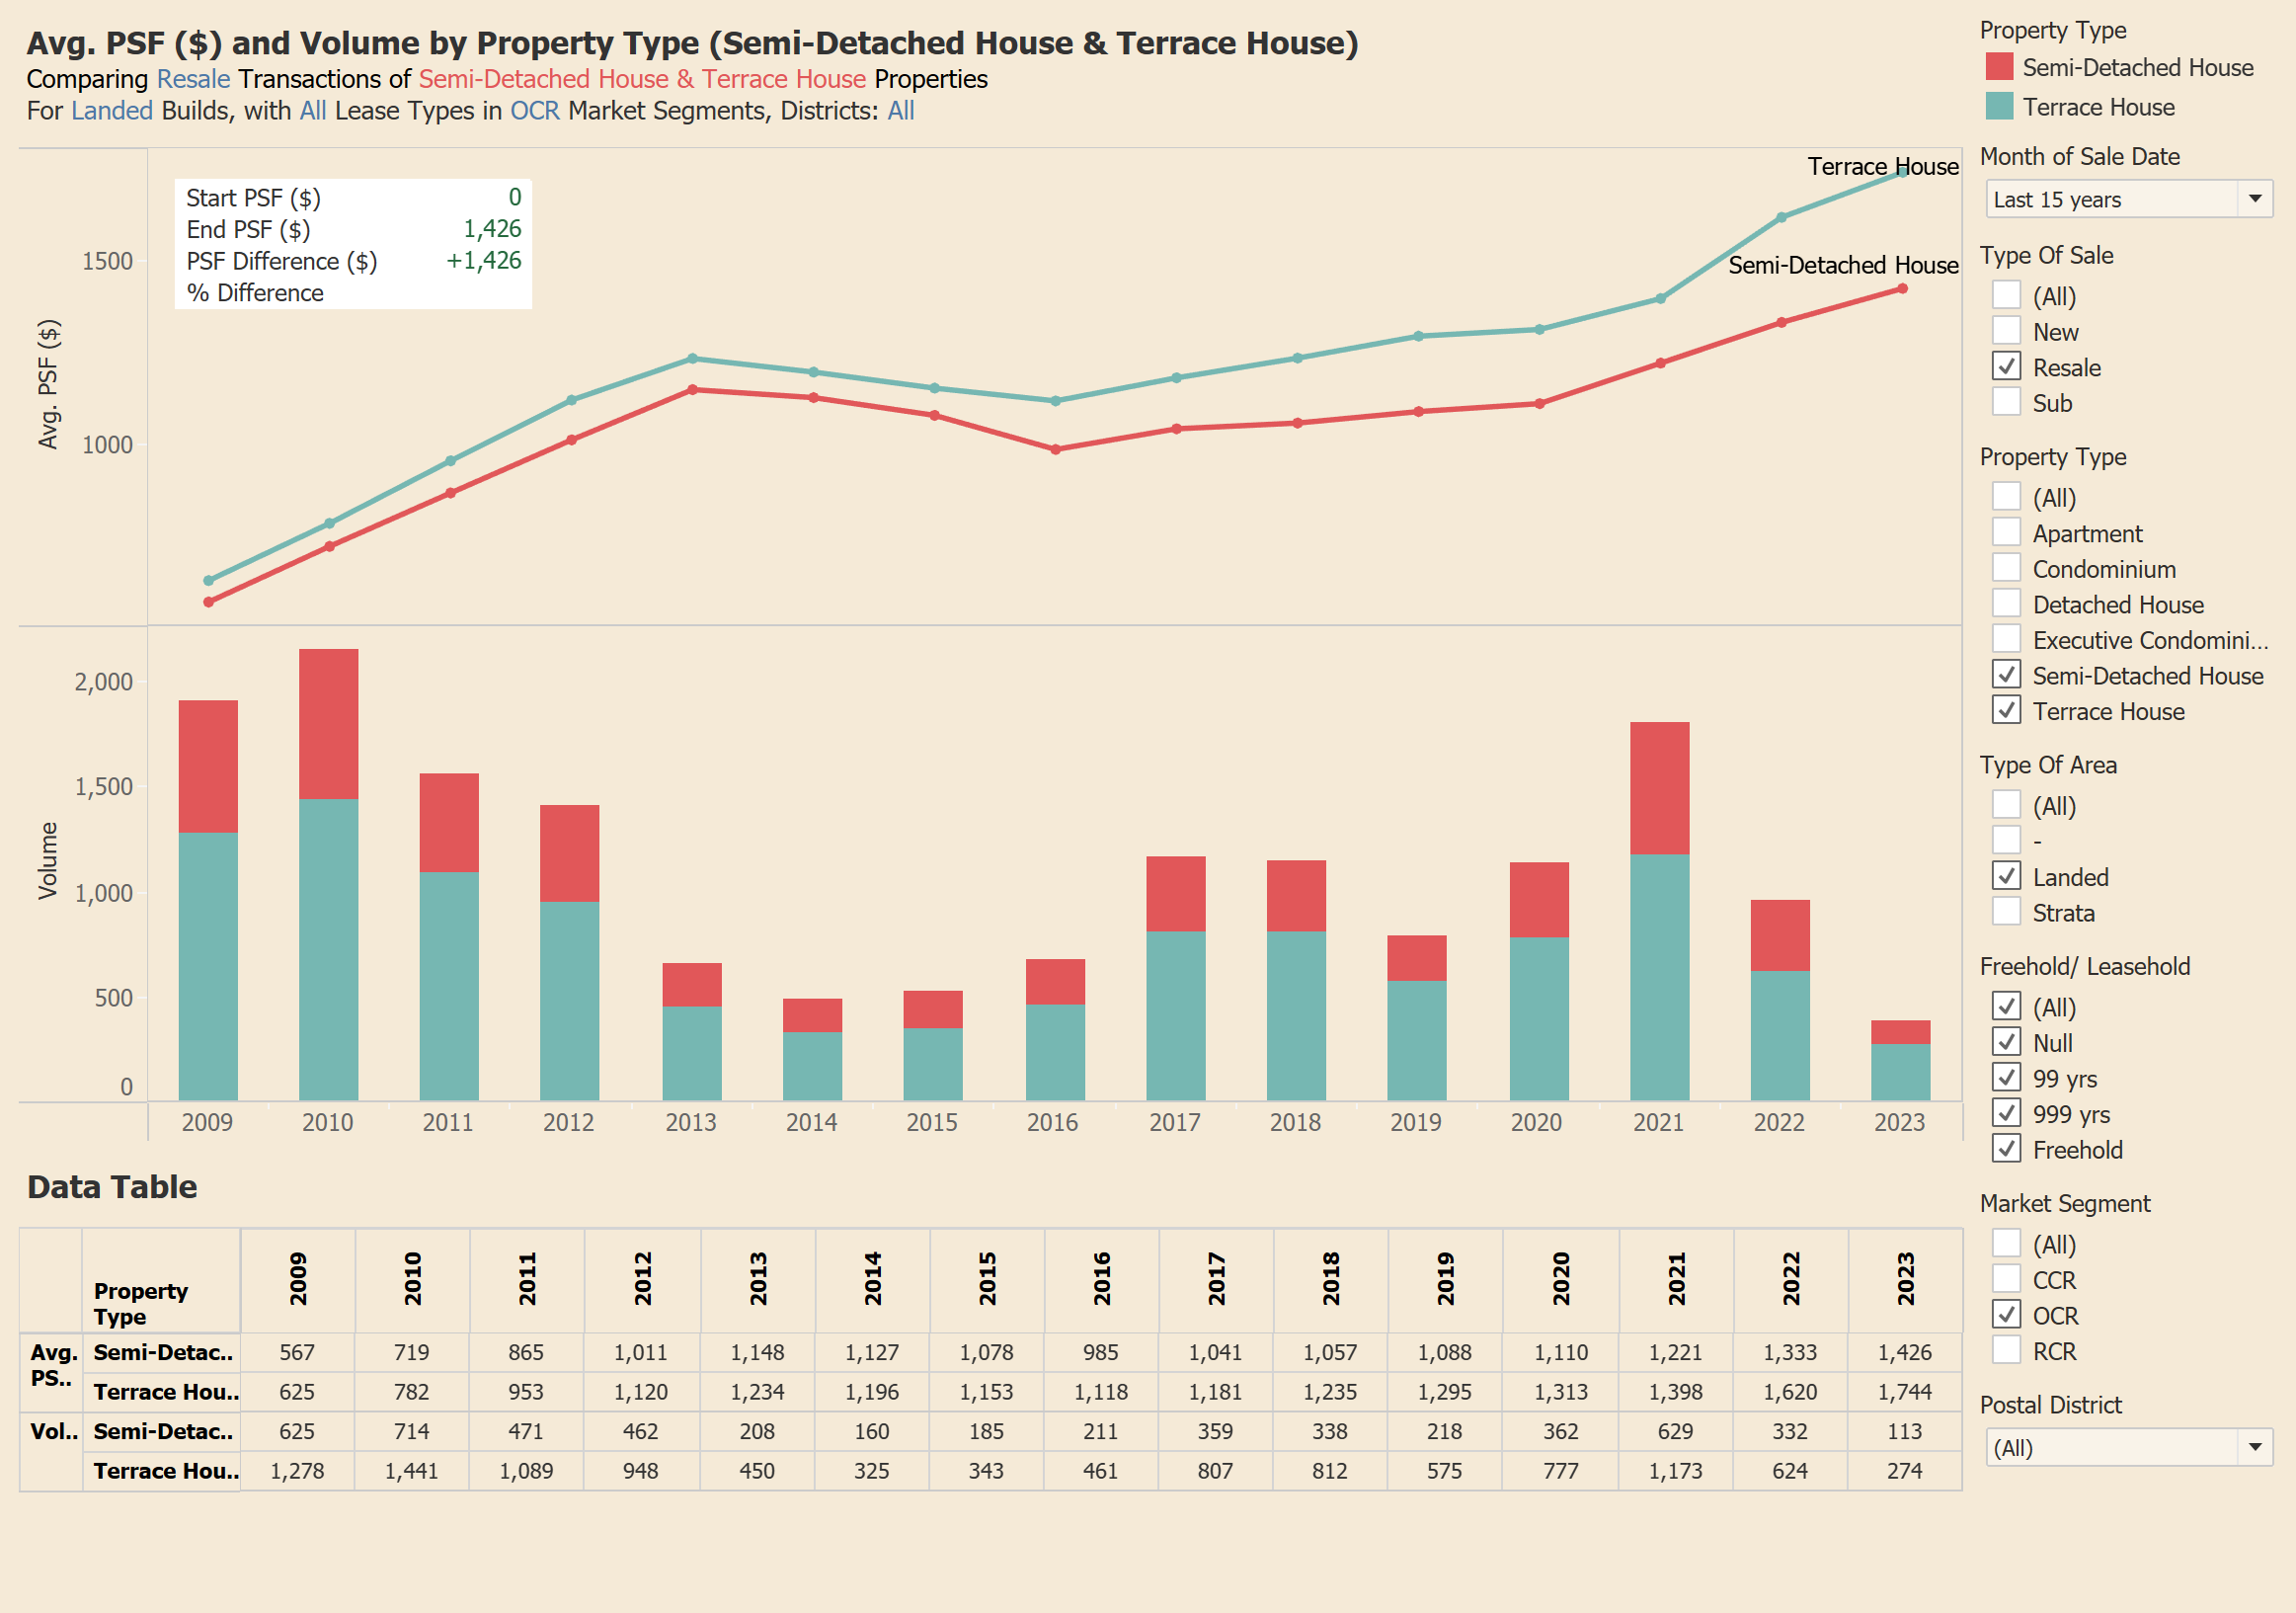 Avg. PSF ($) and Volume by Property Type (Semi-Detached House & Terrace House)
Comparing Resale Transactions of Semi-Detached House & Terrace House Properties
For Landed Builds, with All Lease Types in OCR Market Segments, Districts: All
Start PSF ($) 0
End PSF ($) 1,426
PSF Difference ($) +1,426
% Difference
Terrace House
Semi-Detached House
Avg. PSF ($)
1500
1000
Volume
2,000
1,500
1,000
500
0
2009 2010 2011 2012 2013 2014 2015 2016 2017 2018 2019 2020 2021 2022 2023
Data Table
Property
Type
2009 2010 2011 2012 2013 2014 2015 2016 2017 2018 2019 2020 2021 2022 2023
Avg.
PS..
Semi-Detac.. 567 719 865 1,011 1,148 1,127 1,078 985 1,041 1,057 1,088 1,110 1,221 1,333 1,426
Terrace Hou.. 625 782 953 1,120 1,234 1,196 1,153 1,118 1,181 1,235 1,295 1,313 1,398 1,620 1,744
Vol.. Semi-Detac.. 625 714 471 462 208 160 185 211 359 338 218 362 629 332 113
Terrace Hou.. 1,278 1,441 1,089 948 450 325 343 461 807 812 575 777 1,173 624 274
Property Type
Semi-Detached House
Terrace House
Month of Sale Date
Last 15 years
Type Of Sale
(All)
New
Resale
Sub
Property Type
(All)
Apartment
Condominium
Detached House
Executive Condomini...
Semi-Detached House
Terrace House
Type Of Area
(All)
-
Landed
Strata
Freehold/ Leasehold
(All)
Null
99 yrs
999 yrs
Freehold
Market Segment
(All)
CCR
OCR
RCR
Postal District
(All)